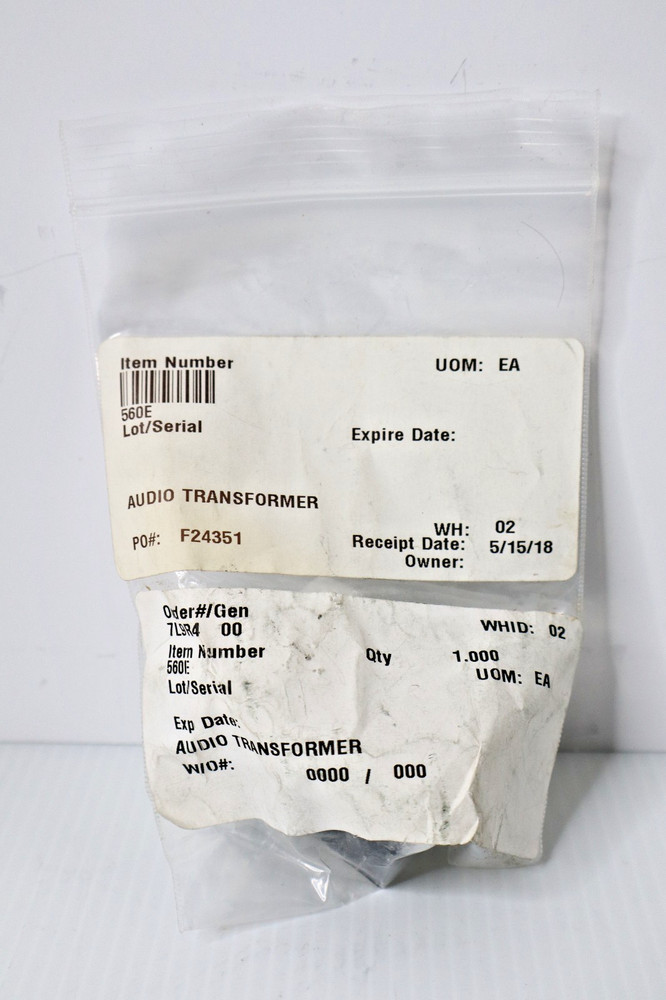 Item Number UOM: EA
560E
Lot/Serial
Expire Date:
AUDIO TRANSFORMER
WH: 02
PO#: F24351
Receipt Date: 5/15/18
Owner:
Order#/Gen
WHID: 02
7L9R4 00
Item Number Qty 1.000
560E
UOM: EA
Lot/Serial
Exp Date:
AUDIO TRANSFORMER
W/O#: 0000 / 000